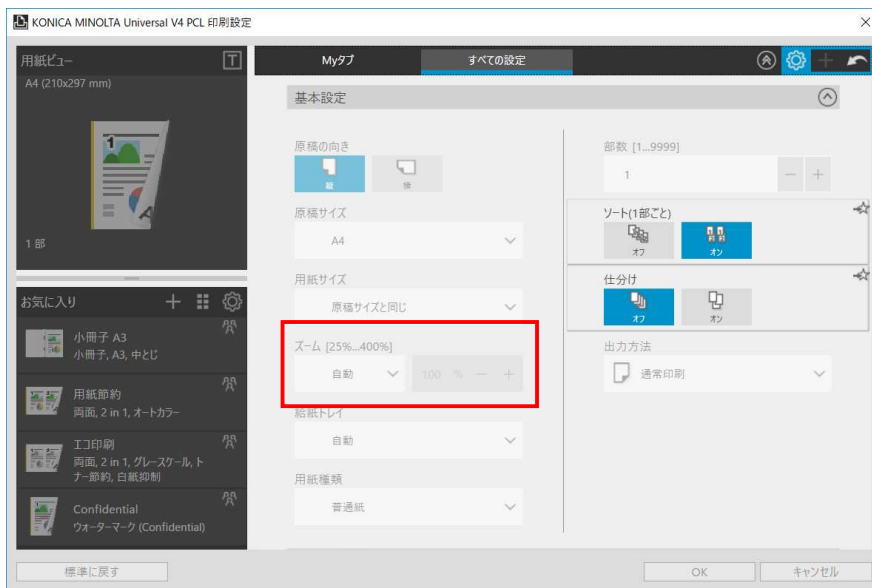 KONICA MINOLTA Universal V4 PCL 印刷設定
用紙ビュー
A4 (210x297 mm)
1
1 部
お気に入り
小冊子 A3
小冊子, A3, 中とじ
用紙節約
両面, 2 in 1, オートカラー
エコ印刷
両面, 2 in 1, グレースケール, ト
ナー節約, 白紙抑制
Confidential
ウォーターマーク (Confidential)
標準に戻す
Myタブ
すべての設定
基本設定
原稿の向き
縦
横
原稿サイズ
A4
用紙サイズ
原稿サイズと同じ
ズーム [25%...400%]
自動
100 % − +
給紙トレイ
自動
用紙種類
普通紙
部数 [1...9999]
1
ソート(1部ごと)
オフ
オン
仕分け
オフ
オン
出力方法
通常印刷
OK
キャンセル